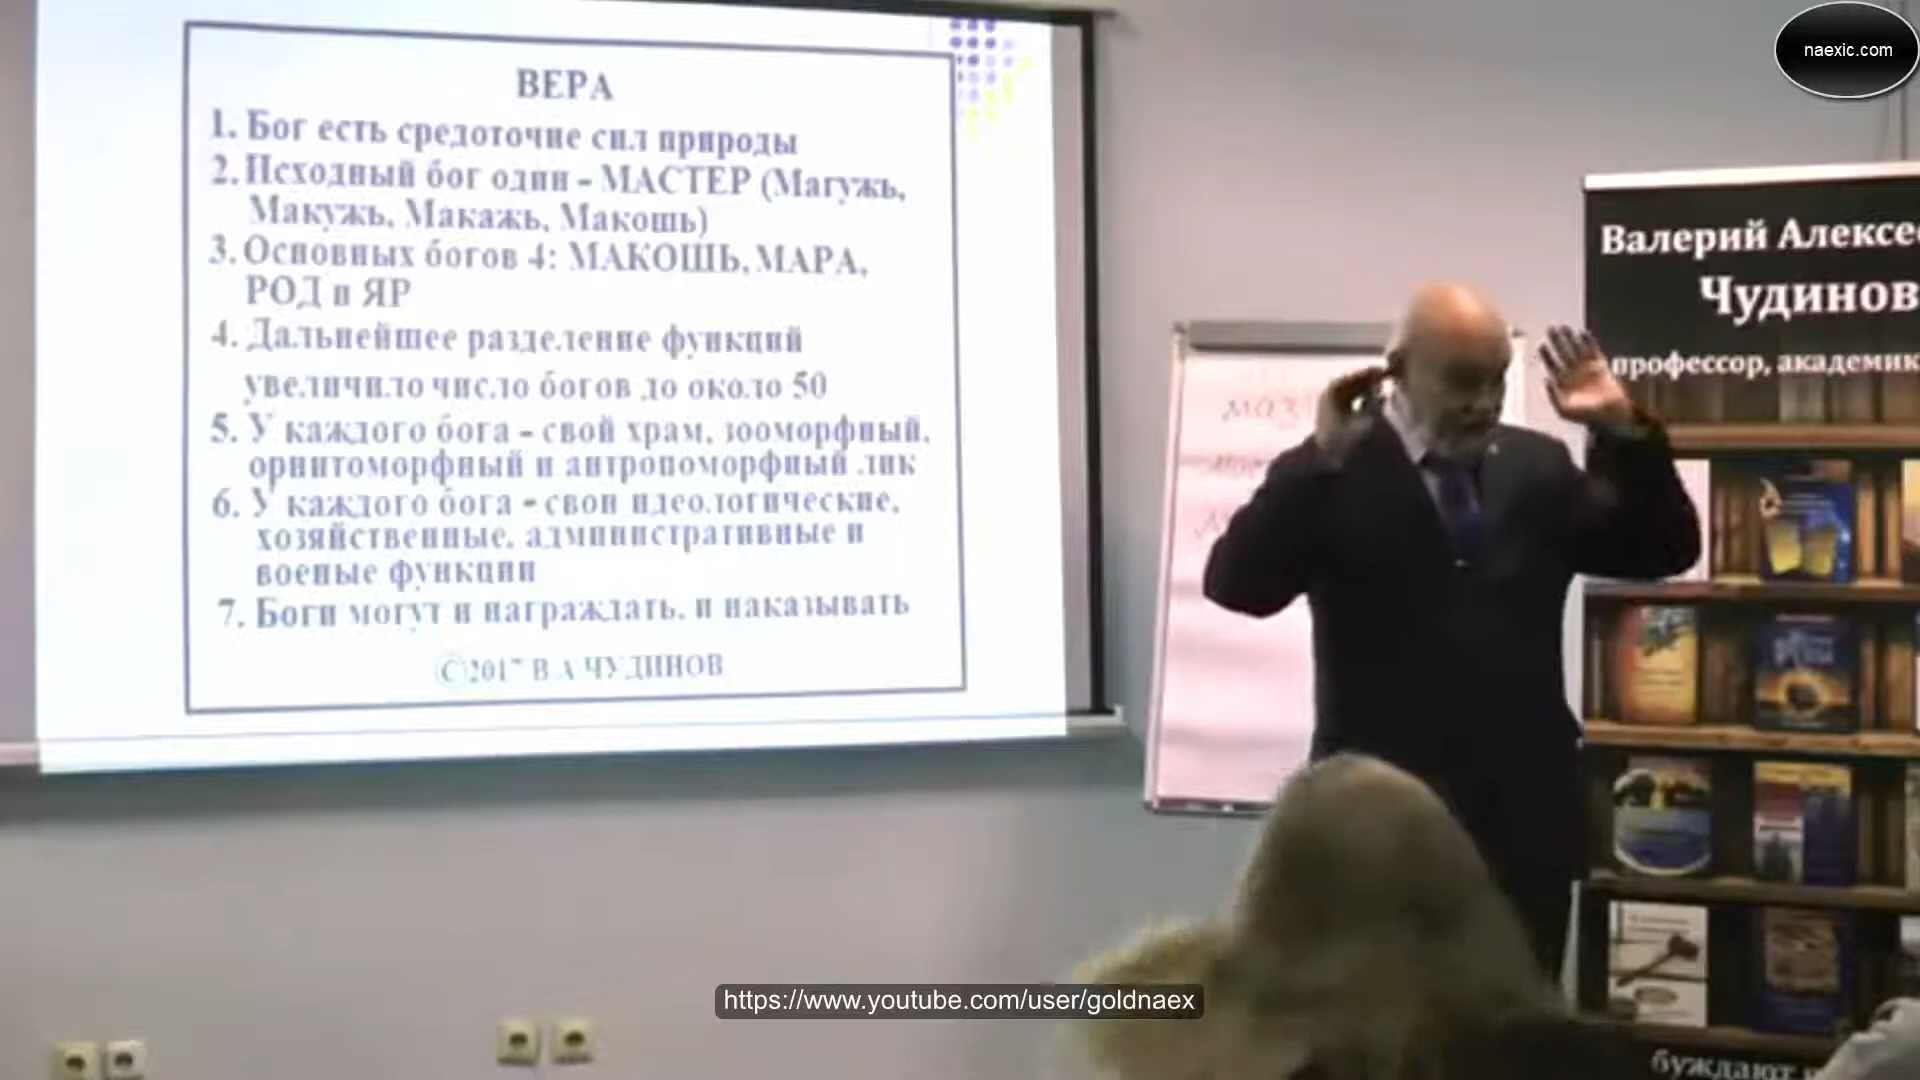 ВЕРА
1. Бог есть средоточие сил природы
2. Исходный бог один - МАСТЕР (Магужь,
Макужь, Макажь, Макошь)
3. Основных богов 4: МАКОШЬ, МАРА,
РОД и ЯР
4. Дальнейшее разделение функций
увеличило число богов до около 50
5. У каждого бога - свой храм, зооморфный,
орнитоморфный и антропоморфный лик
6. У каждого бога - свои идеологические,
хозяйственные, административные и
военые функции
7. Боги могут и награждать, и наказывать
©2017 В.А.ЧУДИНОВ
naexic.com
Валерий Алексе
Чудинов
профессор, академик
буждают
https://www.youtube.com/user/goldnaex